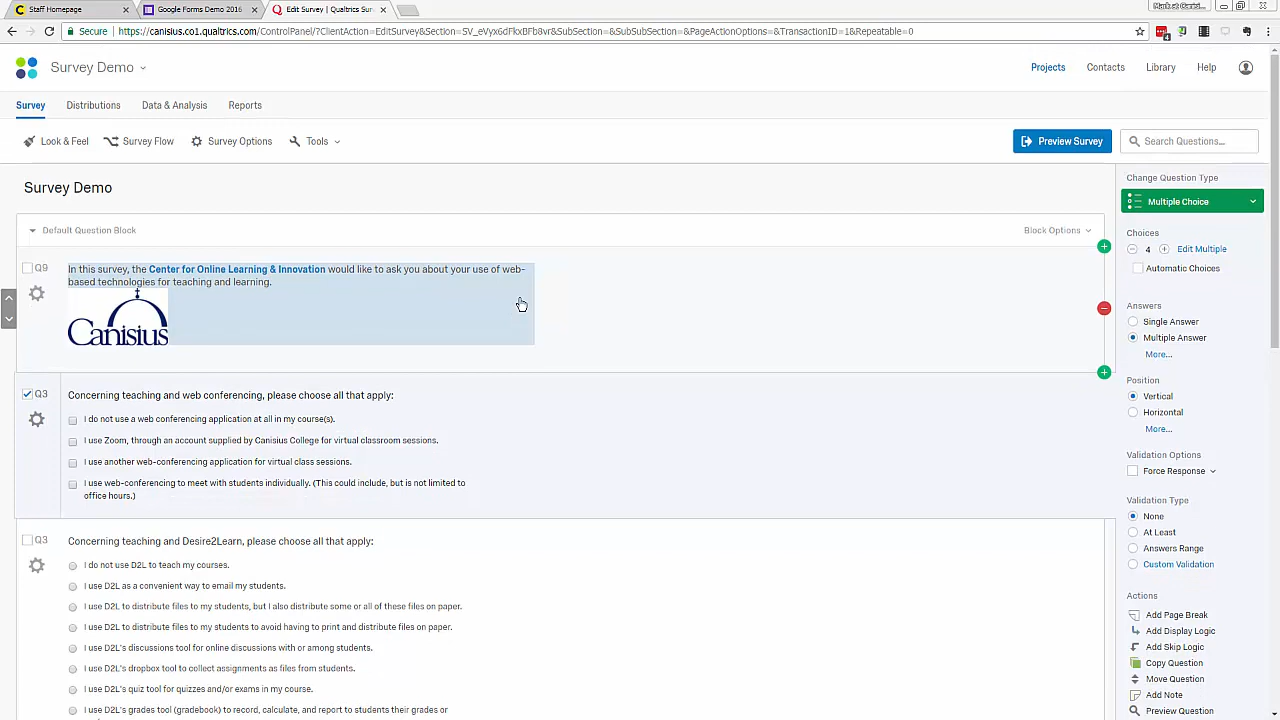 Staff Homepage
Google Forms Demo 2016
Edit Survey | Qualtrics Sur
Secure
https://canisius.co1.qualtrics.com/ControlPanel/?ClientAction=EditSurvey&Section=SV_eVyx6dFkvDFb8vr&SubSection=&SubSubSection=&PageActionOptions=&TransactionID=1&Repeatable=0
4
Survey Demo
Projects
Contacts
Library
Help
Survey
Distributions
Data & Analysis
Reports
Look & Feel
Survey Flow
Survey Options
Tools
Preview Survey
Search Questions...
Survey Demo
Default Question Block
Block Options
Q9
In this survey, the Center for Online Learning & Innovation would like to ask you about your use of web-
based technologies for teaching and learning.
Canisius
Q3
Concerning teaching and web conferencing, please choose all that apply:
I do not use a web conferencing application at all in my course(s).
I use Zoom, through an account supplied by Canisius College for virtual classroom sessions.
I use another web-conferencing application for virtual class sessions.
I use web-conferencing to meet with students individually. (This could include, but is not limited to
office hours.)
Q3
Concerning teaching and Desire2Learn, please choose all that apply:
I do not use D2L to teach my courses.
I use D2L as a convenient way to email my students.
I use D2L to distribute files to my students, but I also distribute some or all of these files on paper.
I use D2L to distribute files to my students to avoid having to print and distribute files on paper.
I use D2L's discussions tool for online discussions with or among students.
I use D2L's dropbox tool to collect assignments as files from students.
I use D2L's quiz tool for quizzes and/or exams in my course.
I use D2L's grades tool (gradebook) to record, calculate, and report to students their grades or
Change Question Type
Multiple Choice
Choices
4
Edit Multiple
Automatic Choices
Answers
Single Answer
Multiple Answer
More...
Position
Vertical
Horizontal
More...
Validation Options
Force Response
Validation Type
None
At Least
Answers Range
Custom Validation
Actions
Add Page Break
Add Display Logic
Add Skip Logic
Copy Question
Move Question
Add Note
Preview Question